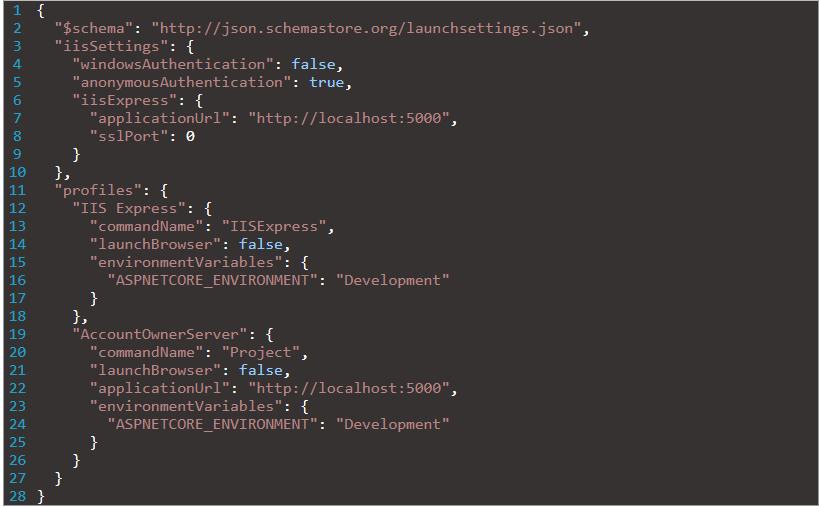 1 {
2   "$schema": "http://json.schemastore.org/launchsettings.json",
3   "iisSettings": {
4     "windowsAuthentication": false,
5     "anonymousAuthentication": true,
6     "iisExpress": {
7       "applicationUrl": "http://localhost:5000",
8       "sslPort": 0
9     }
10   },
11   "profiles": {
12     "IIS Express": {
13       "commandName": "IISExpress",
14       "launchBrowser": false,
15       "environmentVariables": {
16         "ASPNETCORE_ENVIRONMENT": "Development"
17       }
18     },
19     "AccountOwnerServer": {
20       "commandName": "Project",
21       "launchBrowser": false,
22       "applicationUrl": "http://localhost:5000",
23       "environmentVariables": {
24         "ASPNETCORE_ENVIRONMENT": "Development"
25       }
26     }
27   }
28 }